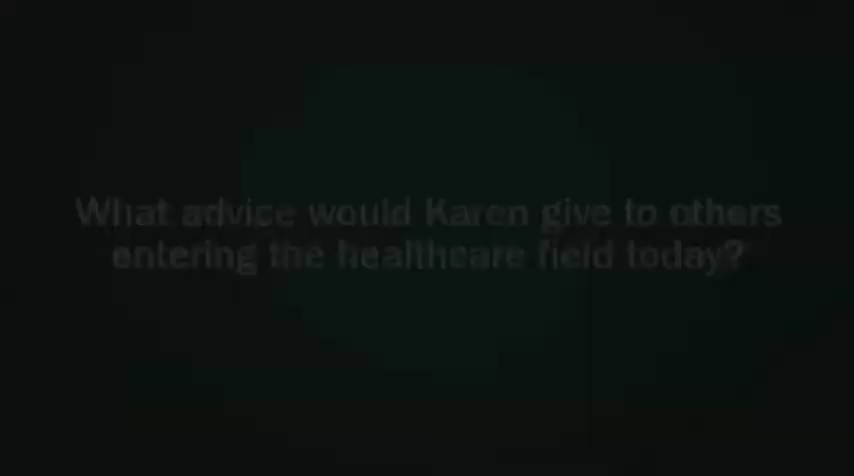 What advice would Karen give to others
entering the healthcare field today?